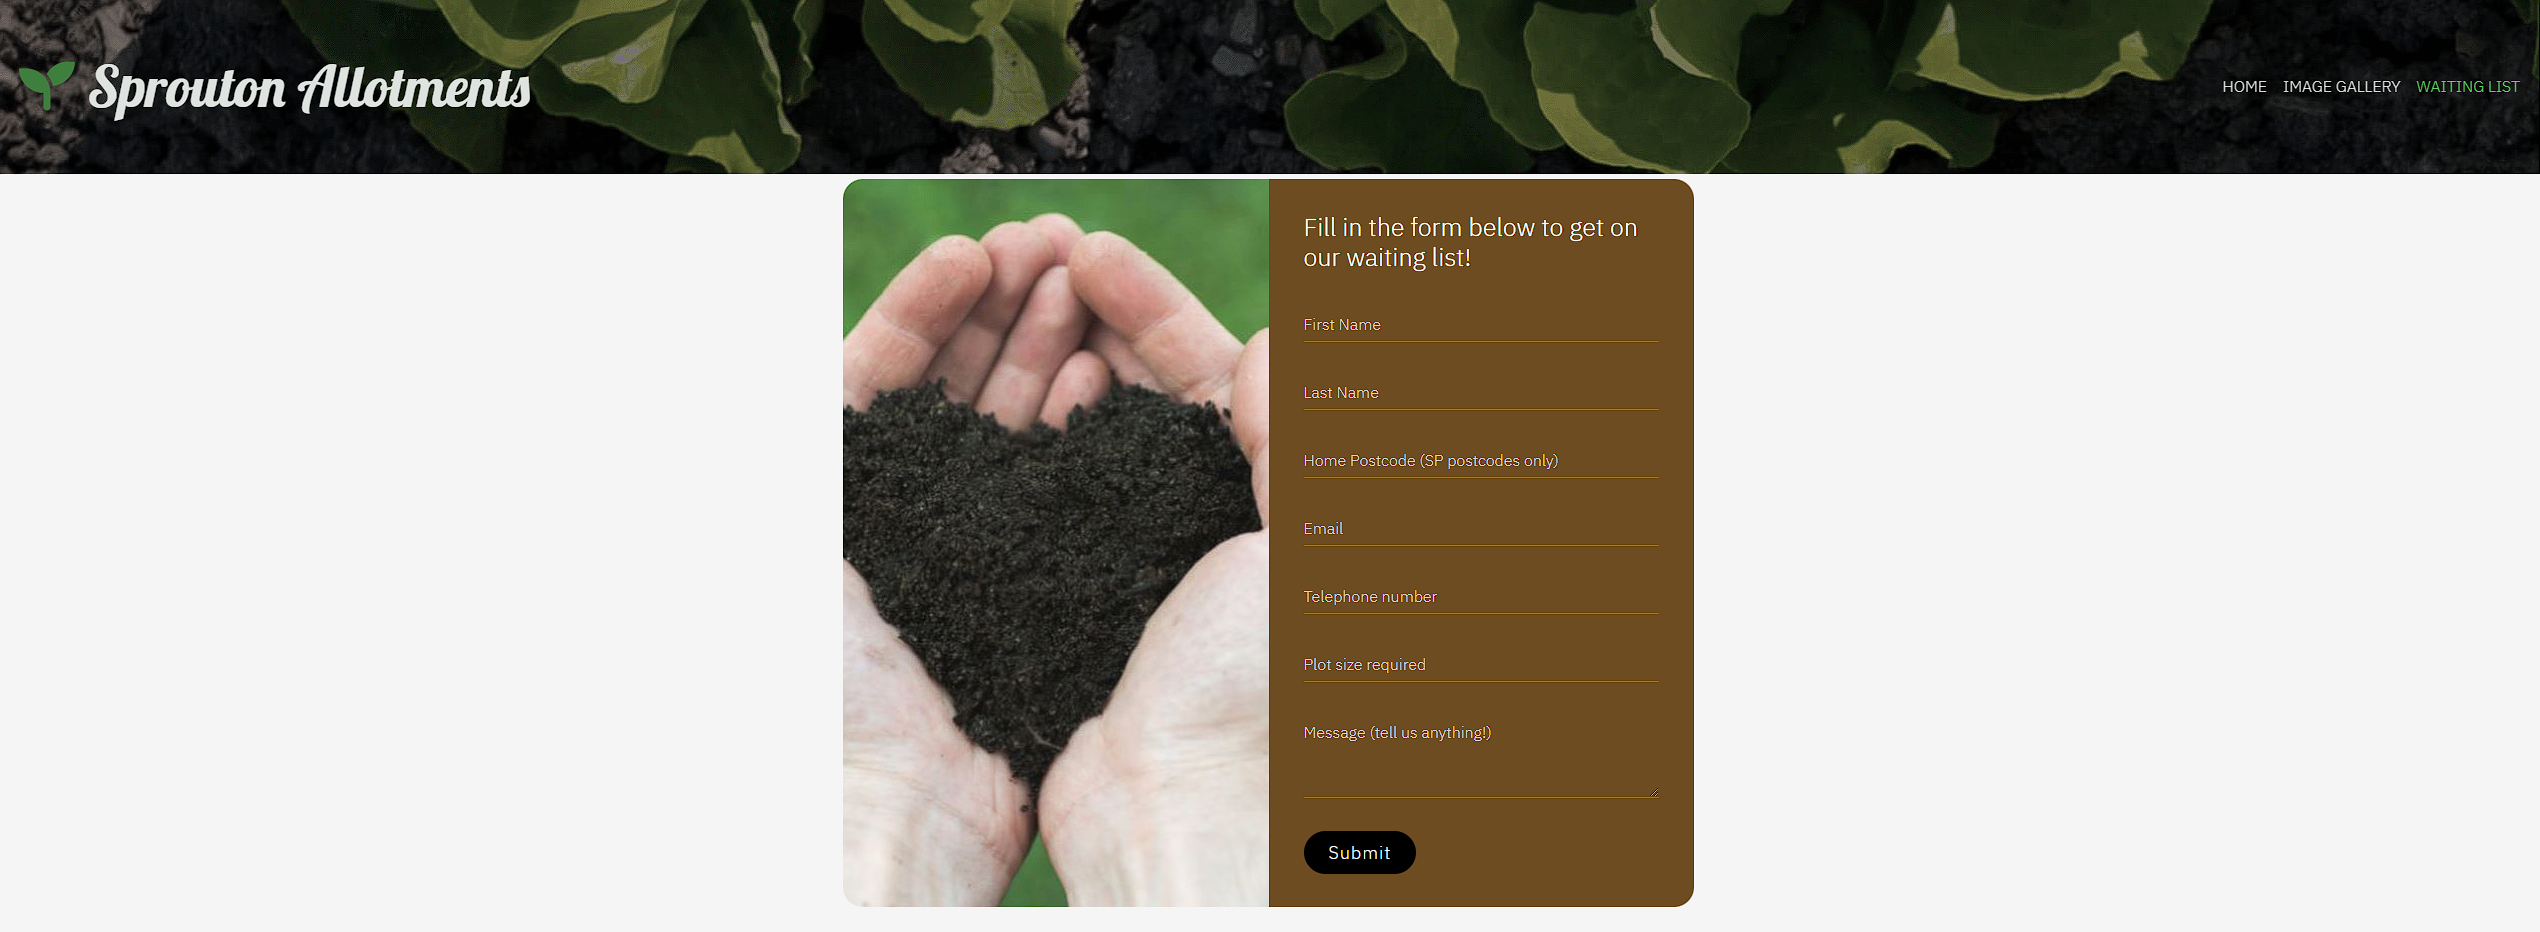 Sprouton Allotments
HOME IMAGE GALLERY WAITING LIST
Fill in the form below to get on
our waiting list!
First Name
Last Name
Home Postcode (SP postcodes only)
Email
Telephone number
Plot size required
Message (tell us anything!)
Submit